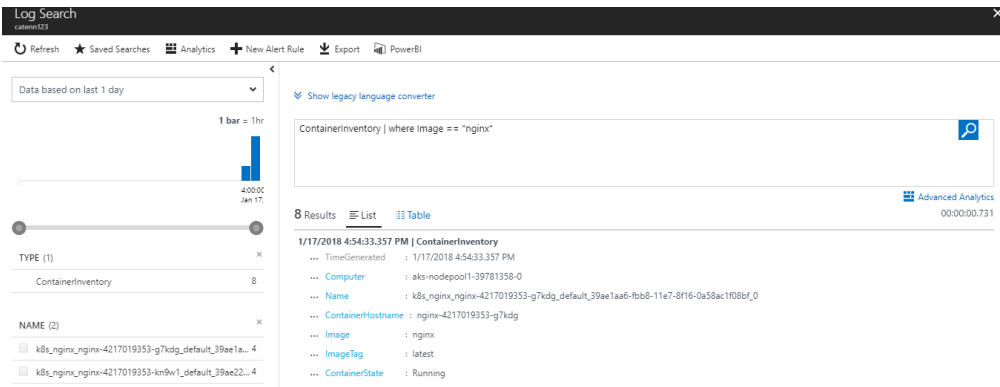 Log Search
catenn123
Refresh Saved Searches Analytics New Alert Rule Export PowerBI
Data based on last 1 day
1 bar = 1hr
4:00:00
Jan 17,
TYPE (1)
ContainerInventory 8
NAME (2)
k8s_nginx_nginx-4217019353-g7kdg_default_39ae1a... 4
k8s_nginx_nginx-4217019353-kn9w1_default_39ae22... 4
Show legacy language converter
ContainerInventory | where Image == "nginx"
Advanced Analytics
8 Results List Table 00:00:00.731
1/17/2018 4:54:33.357 PM | ContainerInventory
... TimeGenerated : 1/17/2018 4:54:33.357 PM
... Computer : aks-nodepool1-39781358-0
... Name : k8s_nginx_nginx-4217019353-g7kdg_default_39ae1aa6-fbb8-11e7-8f16-0a58ac1f08bf_0
... ContainerHostname : nginx-4217019353-g7kdg
... Image : nginx
... ImageTag : latest
... ContainerState : Running